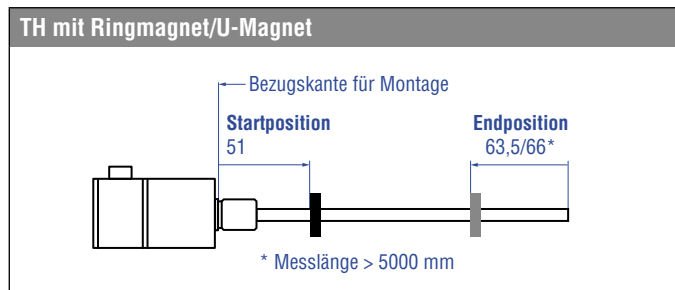 TH mit Ringmagnet/U-Magnet
Bezugskante für Montage
Startposition
51
Endposition
63,5/66*
* Messlänge > 5000 mm